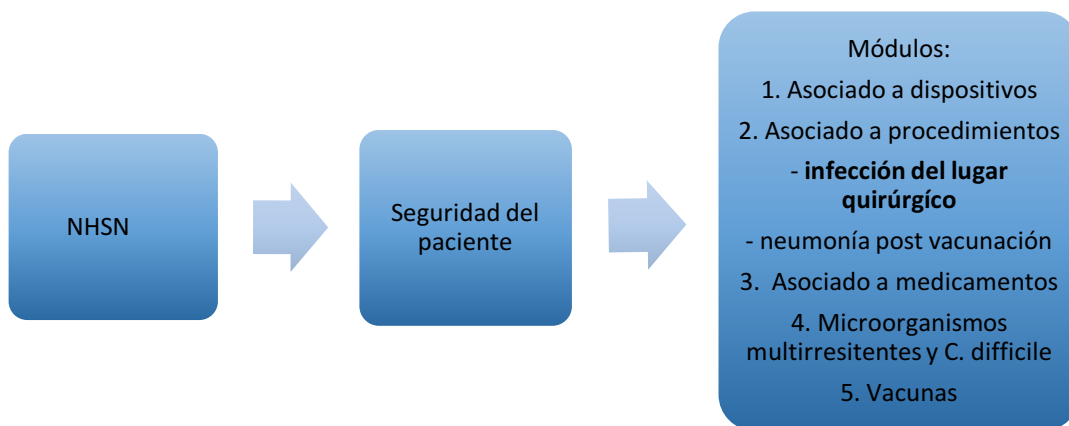 NHSN
Seguridad del
paciente
Módulos:
1. Asociado a dispositivos
2. Asociado a procedimientos
- infección del lugar
quirúrgíco
- neumonía post vacunación
3. Asociado a medicamentos
4. Microorganismos
multirresitentes y C. difficile
5. Vacunas